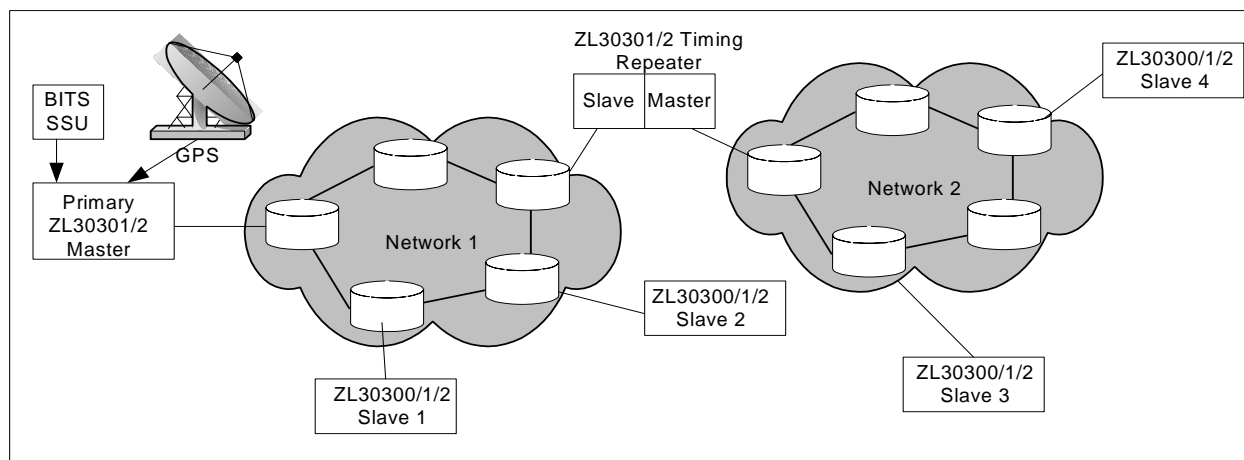 BITS
SSU
GPS
Primary
ZL30301/2
Master
Network 1
ZL30300/1/2
Slave 1
ZL30300/1/2
Slave 2
ZL30301/2 Timing
Repeater
Slave
Master
Network 2
ZL30300/1/2
Slave 3
ZL30300/1/2
Slave 4